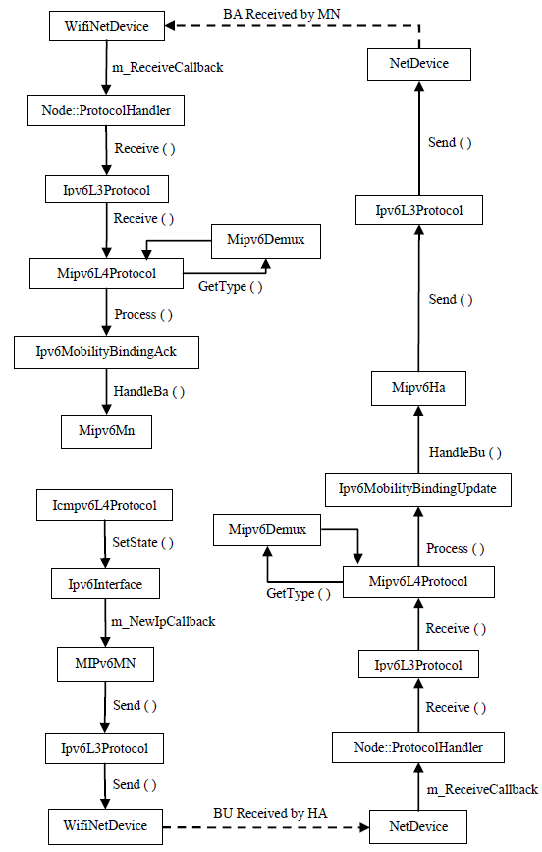 BA Received by MN
WifiNetDevice
NetDevice
m_ReceiveCallback
Node::ProtocolHandler
Send ( )
Receive ( )
Ipv6L3Protocol
Ipv6L3Protocol
Receive ( )
Mipv6Demux
Mipv6L4Protocol
GetType ( )
Send ( )
Process ( )
Ipv6MobilityBindingAck
HandleBa ( )
Mipv6Ha
Mipv6Mn
HandleBu ( )
Ipv6MobilityBindingUpdate
Icmpv6L4Protocol
Mipv6Demux
SetState ( )
Process ( )
Ipv6Interface
Mipv6L4Protocol
GetType ( )
m_NewIpCallback
Receive ( )
MIPv6MN
Ipv6L3Protocol
Send ( )
Receive ( )
Ipv6L3Protocol
Node::ProtocolHandler
Send ( )
m_ReceiveCallback
BU Received by HA
WifiNetDevice
NetDevice